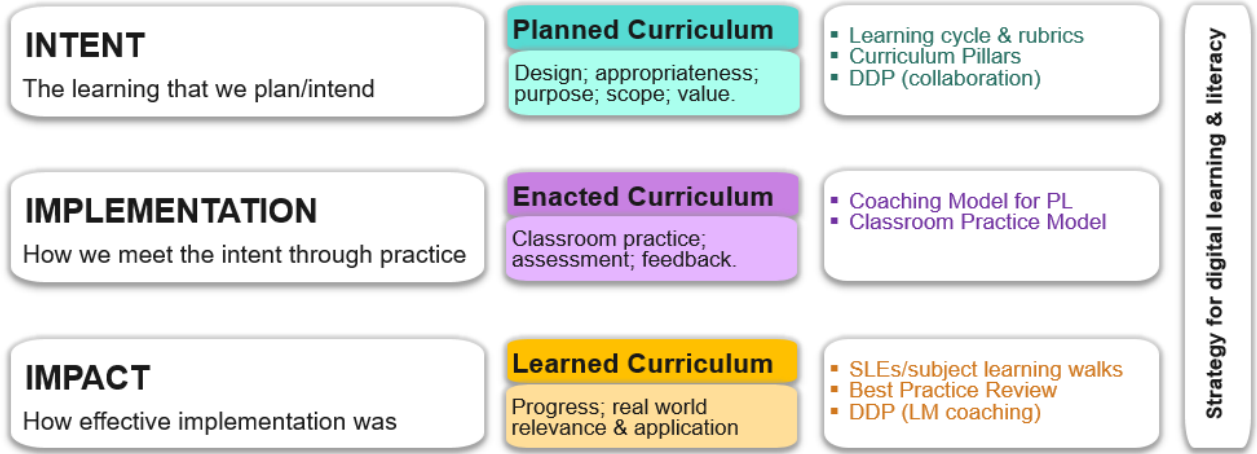 INTENT
The learning that we plan/intend
Planned Curriculum
Design; appropriateness;
purpose; scope; value.
▪ Learning cycle & rubrics
▪ Curriculum Pillars
▪ DDP (collaboration)
IMPLEMENTATION
How we meet the intent through practice
Enacted Curriculum
Classroom practice;
assessment; feedback.
▪ Coaching Model for PL
▪ Classroom Practice Model
IMPACT
How effective implementation was
Learned Curriculum
Progress; real world
relevance & application
▪ SLEs/subject learning walks
▪ Best Practice Review
▪ DDP (LM coaching)
Strategy for digital learning & literacy